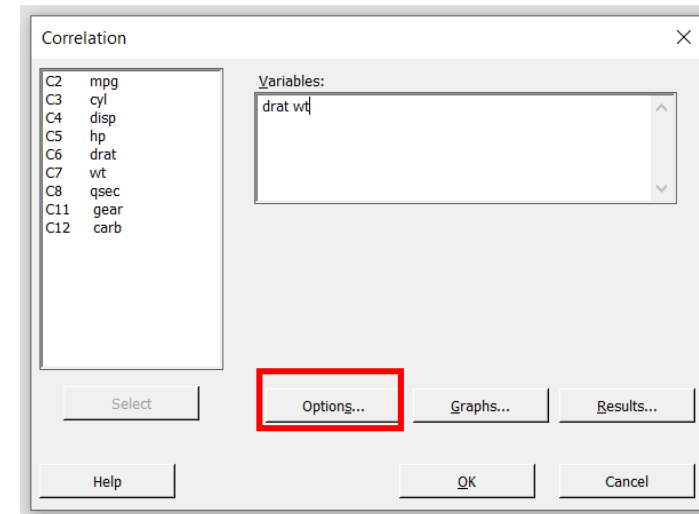 Correlation
C2 mpg
C3 cyl
C4 disp
C5 hp
C6 drat
C7 wt
C8 qsec
C11 gear
C12 carb
Variables:
drat wt
Select
Options...
Graphs...
Results...
Help
OK
Cancel